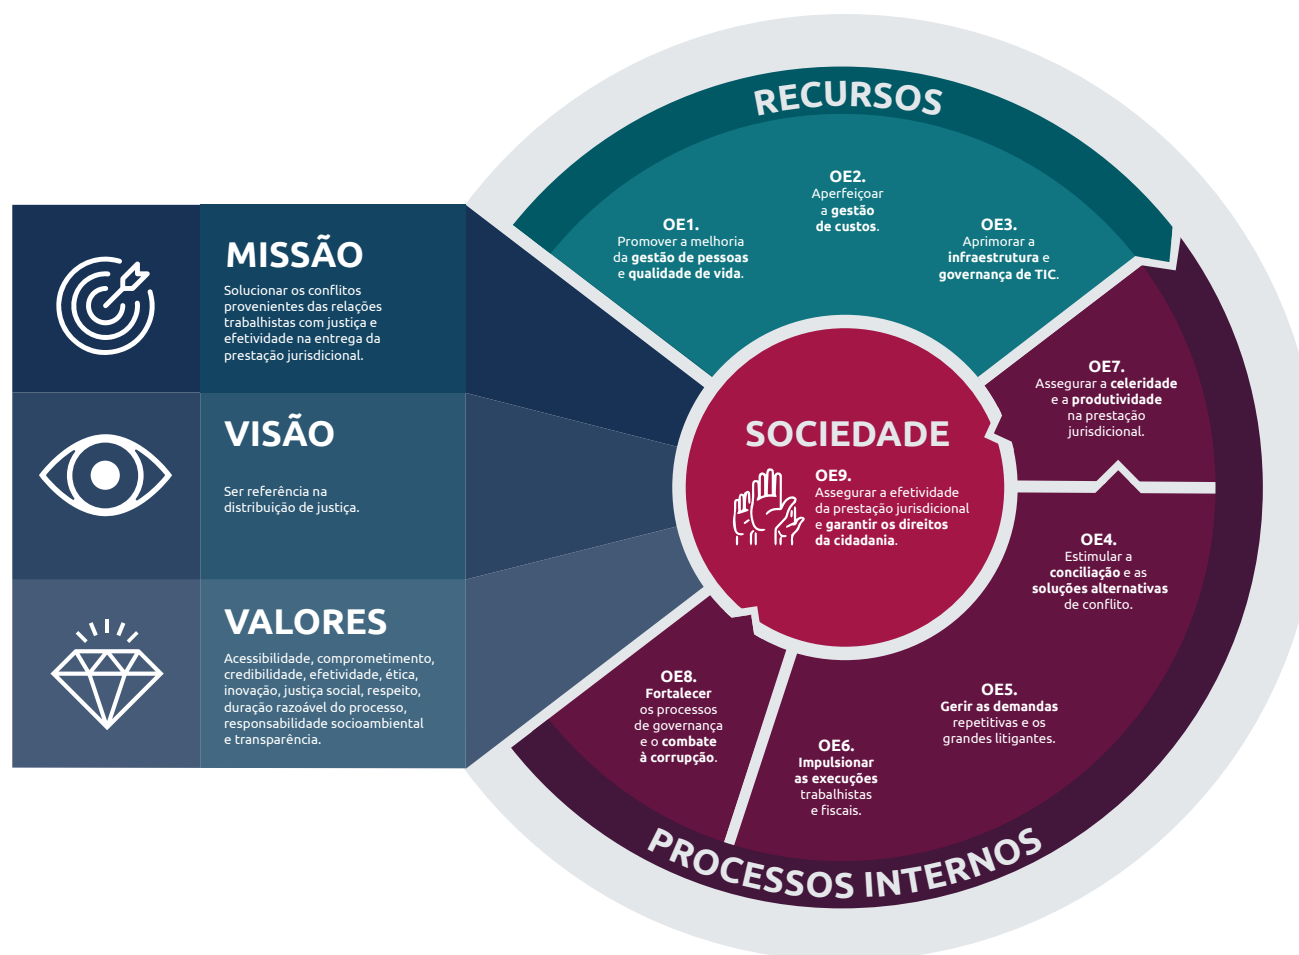 MISSÃO
Solucionar os conflitos
provenientes das relações
trabalhistas com justiça e
efetividade na entrega da
prestação jurisdicional.
VISÃO
Ser referência na
distribuição de justiça.
VALORES
Acessibilidade, comprometimento,
credibilidade, efetividade, ética,
inovação, justiça social, respeito,
duração razoável do processo,
responsabilidade socioambiental
e transparência.
RECURSOS
OE1.
Promover a melhoria
da gestão de pessoas
e qualidade de vida.
OE2.
Aperfeiçoar
a gestão
de custos.
OE3.
Aprimorar a
infraestrutura e
governança de TIC.
SOCIEDADE
OE9.
Assegurar a efetividade
da prestação jurisdicional
e garantir os direitos
da cidadania.
OE7.
Assegurar a celeridade
e a produtividade
na prestação
jurisdicional.
OE4.
Estimular a
conciliação e as
soluções alternativas
de conflito.
OE5.
Gerir as demandas
repetitivas e os
grandes litigantes.
OE6.
Impulsionar
as execuções
trabalhistas
e fiscais.
OE8.
Fortalecer
os processos
de governança
e o combate
à corrupção.
PROCESSOS INTERNOS